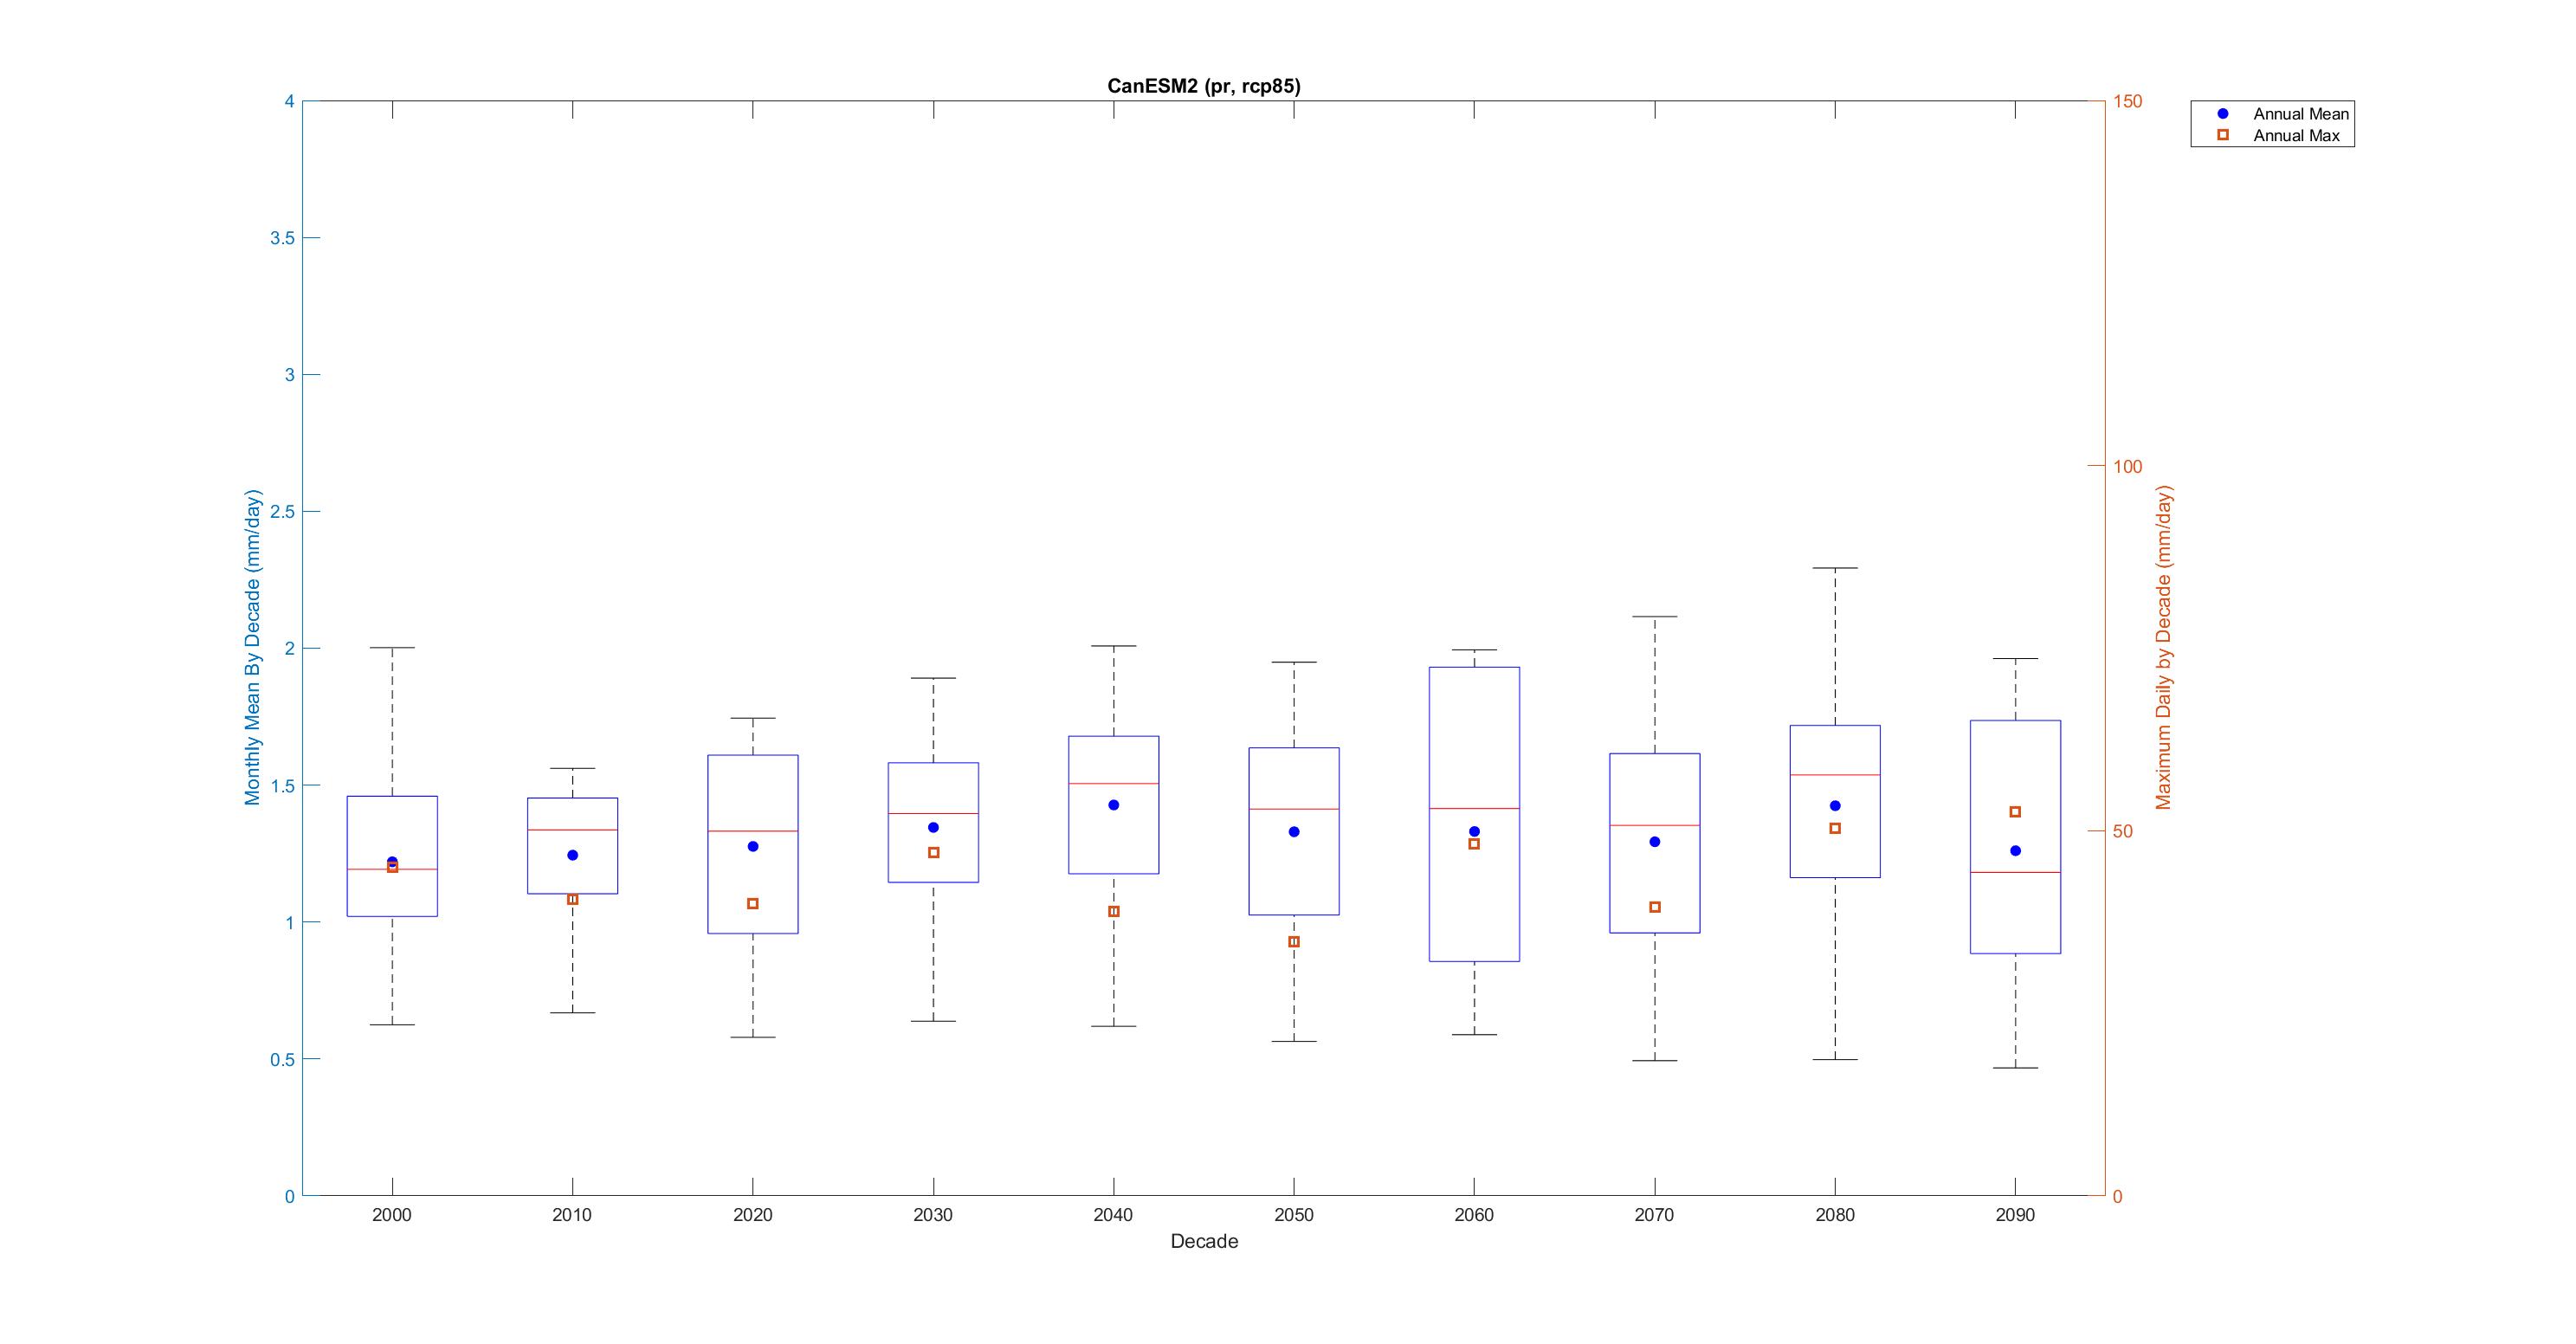 CanESM2 (pr, rcp85)
4
3.5
3
2.5
2
1.5
1
0.5
0
Monthly Mean By Decade (mm/day)
150
100
50
0
Maximum Daily by Decade (mm/day)
Annual Mean
Annual Max
2000 2010 2020 2030 2040 2050 2060 2070 2080 2090
Decade